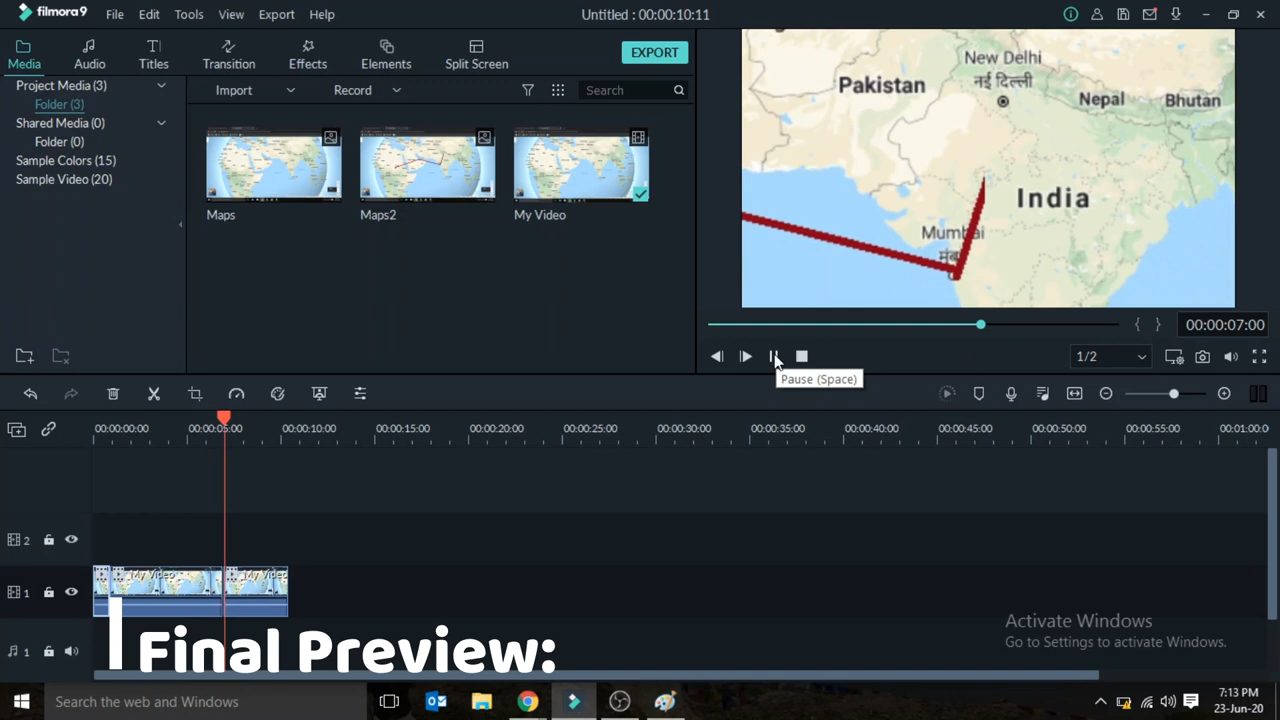 filmora9 File Edit Tools View Export Help Untitled : 00:00:10:11
Media Audio Titles Transition Effects Elements Split Screen EXPORT
Project Media (3)
Folder (3)
Shared Media (0)
Folder (0)
Sample Colors (15)
Sample Video (20)
Import Record Search
Maps Maps2 My Video
New Delhi
नई दिल्ली
Pakistan
Nepal
Bhutan
India
Mumbai
00:00:07:00
1/2
Pause (Space)
00:00:00:00 00:00:05:00 00:00:10:00 00:00:15:00 00:00:20:00 00:00:25:00 00:00:30:00 00:00:35:00 00:00:40:00 00:00:45:00 00:00:50:00 00:00:55:00 00:01:00:0
2
1 My Video My Video
1
Final Preview:
Activate Windows
Go to Settings to activate Windows.
Search the web and Windows
7:13 PM
23-Jun-20